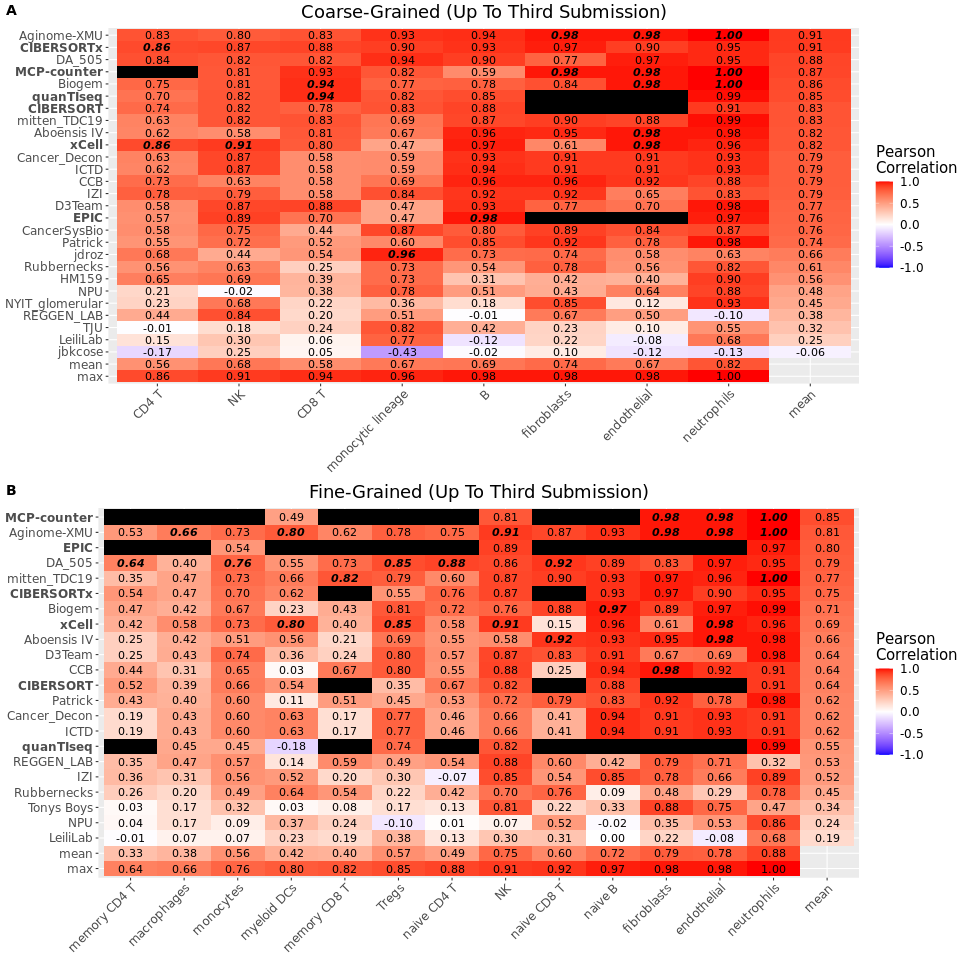 A
Coarse-Grained (Up To Third Submission)
Aginome-XMU 0.83 0.80 0.83 0.93 0.94 0.98 0.98 1.00 0.91
CIBERSORTx 0.86 0.87 0.88 0.90 0.93 0.97 0.90 0.95 0.91
DA_505 0.84 0.82 0.82 0.94 0.90 0.77 0.97 0.95 0.88
MCP-counter 0.81 0.93 0.82 0.59 0.98 0.98 1.00 0.87
Biogem 0.75 0.81 0.94 0.77 0.78 0.84 0.98 1.00 0.86
quanTIseq 0.70 0.82 0.94 0.82 0.85 0.99 0.85
CIBERSORT 0.74 0.82 0.78 0.83 0.88 0.91 0.83
mitten_TDC19 0.63 0.82 0.83 0.69 0.87 0.90 0.88 0.99 0.83
Aboensis IV 0.62 0.58 0.81 0.67 0.96 0.95 0.98 0.98 0.82
xCell 0.86 0.91 0.80 0.47 0.97 0.61 0.98 0.96 0.82
Cancer_Decon 0.63 0.87 0.58 0.59 0.93 0.91 0.91 0.93 0.79
ICTD 0.62 0.87 0.58 0.59 0.94 0.91 0.91 0.93 0.79
CCB 0.73 0.63 0.58 0.69 0.96 0.96 0.92 0.88 0.79
IZI 0.78 0.79 0.58 0.84 0.92 0.92 0.65 0.83 0.79
D3Team 0.58 0.87 0.88 0.47 0.93 0.77 0.70 0.98 0.77
EPIC 0.57 0.89 0.70 0.47 0.98 0.97 0.76
CancerSysBio 0.58 0.75 0.44 0.87 0.80 0.89 0.84 0.87 0.76
Patrick 0.55 0.72 0.52 0.60 0.85 0.92 0.78 0.98 0.74
jdroz 0.68 0.44 0.54 0.96 0.73 0.74 0.58 0.63 0.66
Rubbernecks 0.56 0.63 0.25 0.73 0.54 0.78 0.56 0.82 0.61
HM159 0.65 0.69 0.39 0.73 0.31 0.42 0.40 0.90 0.56
NPU 0.21 -0.02 0.38 0.78 0.51 0.43 0.64 0.88 0.48
NYIT_glomerular 0.23 0.68 0.22 0.36 0.18 0.85 0.12 0.93 0.45
REGGEN_LAB 0.44 0.84 0.20 0.51 -0.01 0.67 0.50 -0.10 0.38
TJU -0.01 0.18 0.24 0.82 0.42 0.23 0.10 0.55 0.32
LeiliLab 0.15 0.30 0.06 0.77 -0.12 0.22 -0.08 0.68 0.25
jbkcose -0.17 0.25 0.05 -0.43 -0.02 0.10 -0.12 -0.13 -0.06
mean 0.56 0.68 0.58 0.67 0.69 0.74 0.67 0.82
max 0.86 0.91 0.94 0.96 0.98 0.98 0.98 1.00
CD4 T NK CD8 T monocytic lineage B fibroblasts endothelial neutrophils mean
Pearson
Correlation
1.0
0.5
0.0
-0.5
-1.0
B
Fine-Grained (Up To Third Submission)
MCP-counter 0.49 0.81 0.98 0.98 1.00 0.85
Aginome-XMU 0.53 0.66 0.73 0.80 0.62 0.78 0.75 0.91 0.87 0.93 0.98 0.98 1.00 0.81
EPIC 0.54 0.89 0.97 0.80
DA_505 0.64 0.40 0.76 0.55 0.73 0.85 0.88 0.86 0.92 0.89 0.83 0.97 0.95 0.79
mitten_TDC19 0.35 0.47 0.73 0.66 0.82 0.79 0.60 0.87 0.90 0.93 0.97 0.96 1.00 0.77
CIBERSORTx 0.54 0.47 0.70 0.62 0.55 0.76 0.87 0.93 0.97 0.90 0.95 0.75
Biogem 0.47 0.42 0.67 0.23 0.43 0.81 0.72 0.76 0.88 0.97 0.89 0.97 0.99 0.71
xCell 0.42 0.58 0.73 0.80 0.40 0.85 0.58 0.91 0.15 0.96 0.61 0.98 0.96 0.69
Aboensis IV 0.25 0.42 0.51 0.56 0.21 0.69 0.55 0.58 0.92 0.93 0.95 0.98 0.98 0.66
D3Team 0.25 0.43 0.74 0.36 0.24 0.80 0.57 0.87 0.83 0.91 0.67 0.69 0.98 0.64
CCB 0.44 0.31 0.65 0.03 0.67 0.80 0.55 0.88 0.25 0.94 0.98 0.92 0.91 0.64
CIBERSORT 0.52 0.39 0.66 0.54 0.35 0.67 0.82 0.88 0.91 0.64
Patrick 0.43 0.40 0.60 0.11 0.51 0.45 0.53 0.72 0.79 0.83 0.92 0.78 0.98 0.62
Cancer_Decon 0.19 0.43 0.60 0.63 0.17 0.77 0.46 0.66 0.41 0.94 0.91 0.93 0.91 0.62
ICTD 0.19 0.43 0.60 0.63 0.17 0.77 0.46 0.66 0.41 0.94 0.91 0.93 0.91 0.62
quanTIseq 0.45 0.45 -0.18 0.74 0.82 0.99 0.55
REGGEN_LAB 0.35 0.47 0.57 0.14 0.59 0.49 0.54 0.88 0.60 0.42 0.79 0.71 0.32 0.53
IZI 0.36 0.31 0.56 0.52 0.20 0.30 -0.07 0.85 0.54 0.85 0.78 0.66 0.89 0.52
Rubbernecks 0.26 0.20 0.49 0.64 0.54 0.22 0.42 0.70 0.76 0.09 0.48 0.29 0.78 0.45
Tonys Boys 0.03 0.17 0.32 0.03 0.08 0.17 0.13 0.81 0.22 0.33 0.88 0.75 0.47 0.34
NPU 0.04 0.17 0.09 0.37 0.24 -0.10 0.01 0.07 0.52 -0.02 0.35 0.53 0.86 0.24
LeiliLab -0.01 0.07 0.07 0.23 0.19 0.38 0.13 0.30 0.31 0.00 0.22 -0.08 0.68 0.19
mean 0.33 0.38 0.56 0.42 0.40 0.57 0.49 0.75 0.60 0.72 0.79 0.78 0.88
max 0.64 0.66 0.76 0.80 0.82 0.85 0.88 0.91 0.92 0.97 0.98 0.98 1.00
memory CD4 T macrophages monocytes myeloid DCs memory CD8 T Tregs naive CD4 T NK naive CD8 T naive B fibroblasts endothelial neutrophils mean
Pearson
Correlation
1.0
0.5
0.0
-0.5
-1.0